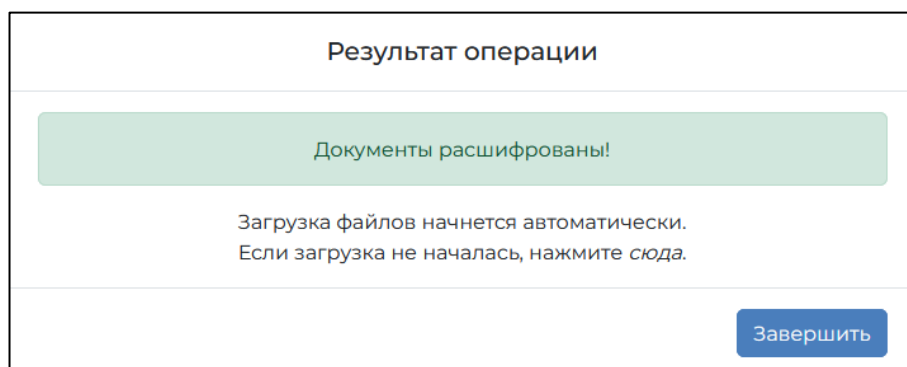 Результат операции
Документы расшифрованы!
Загрузка файлов начнется автоматически.
Если загрузка не началась, нажмите сюда.
Завершить